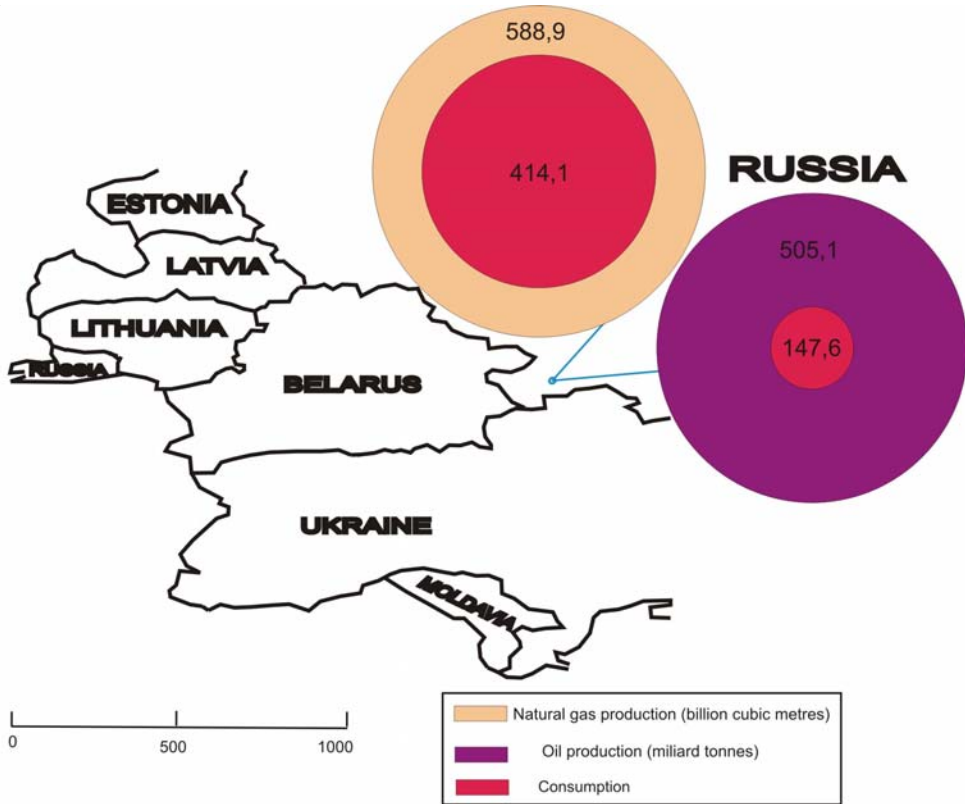 588,9
414,1
RUSSIA
505,1
147,6
ESTONIA
LATVIA
LITHUANIA
RUSSIA
BELARUS
UKRAINE
MOLDAVIA
0 500 1000
Natural gas production (billion cubic metres)
Oil production (miliard tonnes)
Consumption